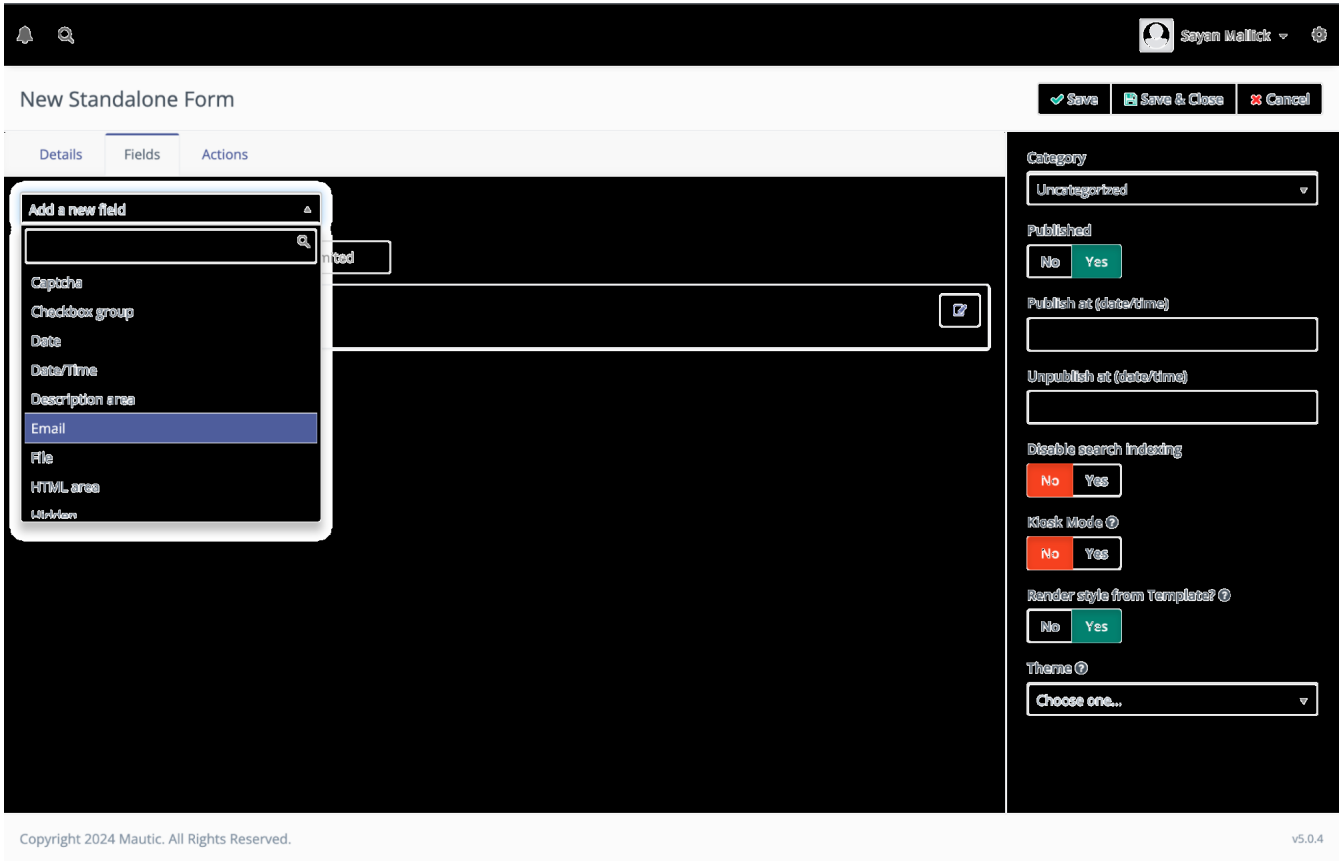 Sayan Mallick
New Standalone Form
Save
Save & Close
Cancel
Details
Fields
Actions
Add a new field
Captcha
Checkbox group
Date
Date/Time
Description area
Email
File
HTML area
Hidden
Category
Uncategorized
Published
No Yes
Publish at (date/time)
Unpublish at (date/time)
Disable search indexing
No Yes
Kiosk Mode
No Yes
Render style from Template?
No Yes
Theme
Choose one...
Copyright 2024 Mautic. All Rights Reserved.
v5.0.4